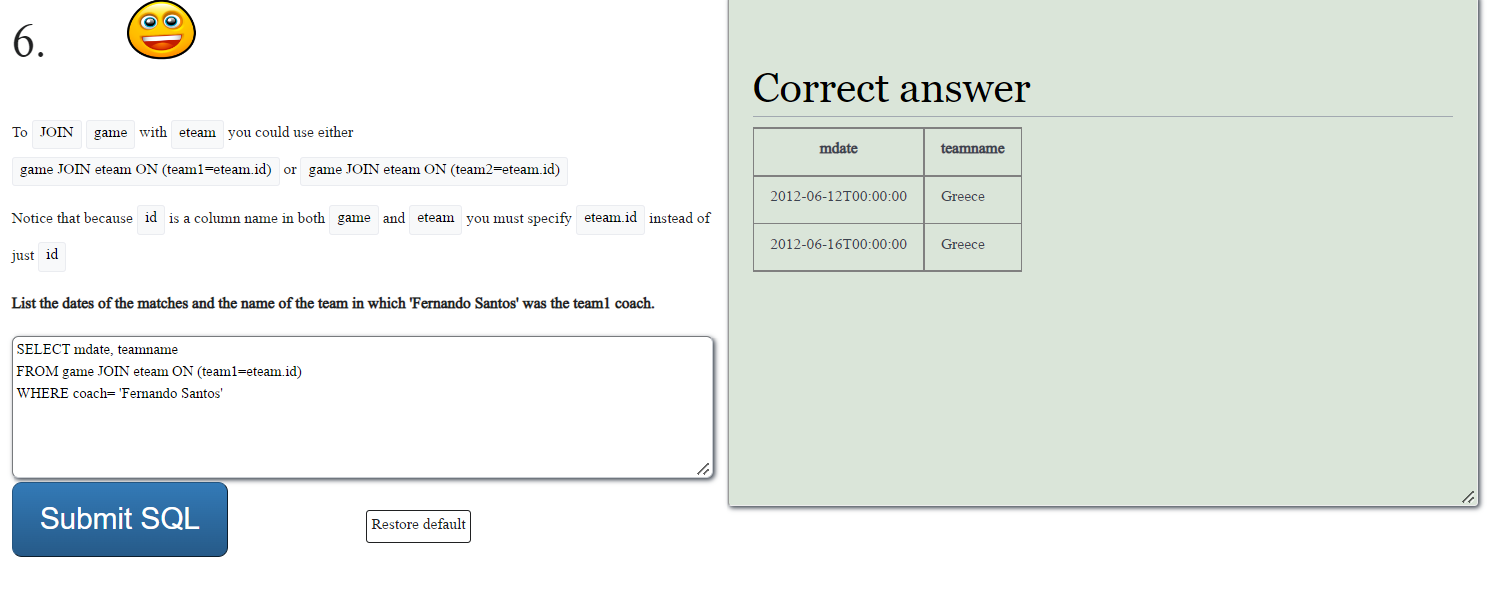 6.
To JOIN game with eteam you could use either
game JOIN eteam ON (team1=eteam.id) or game JOIN eteam ON (team2=eteam.id)
Notice that because id is a column name in both game and eteam you must specify eteam.id instead of
just id
List the dates of the matches and the name of the team in which 'Fernando Santos' was the team1 coach.
SELECT mdate, teamname
FROM game JOIN eteam ON (team1=eteam.id)
WHERE coach= 'Fernando Santos'
Submit SQL
Restore default
Correct answer
mdate teamname
2012-06-12T00:00:00 Greece
2012-06-16T00:00:00 Greece